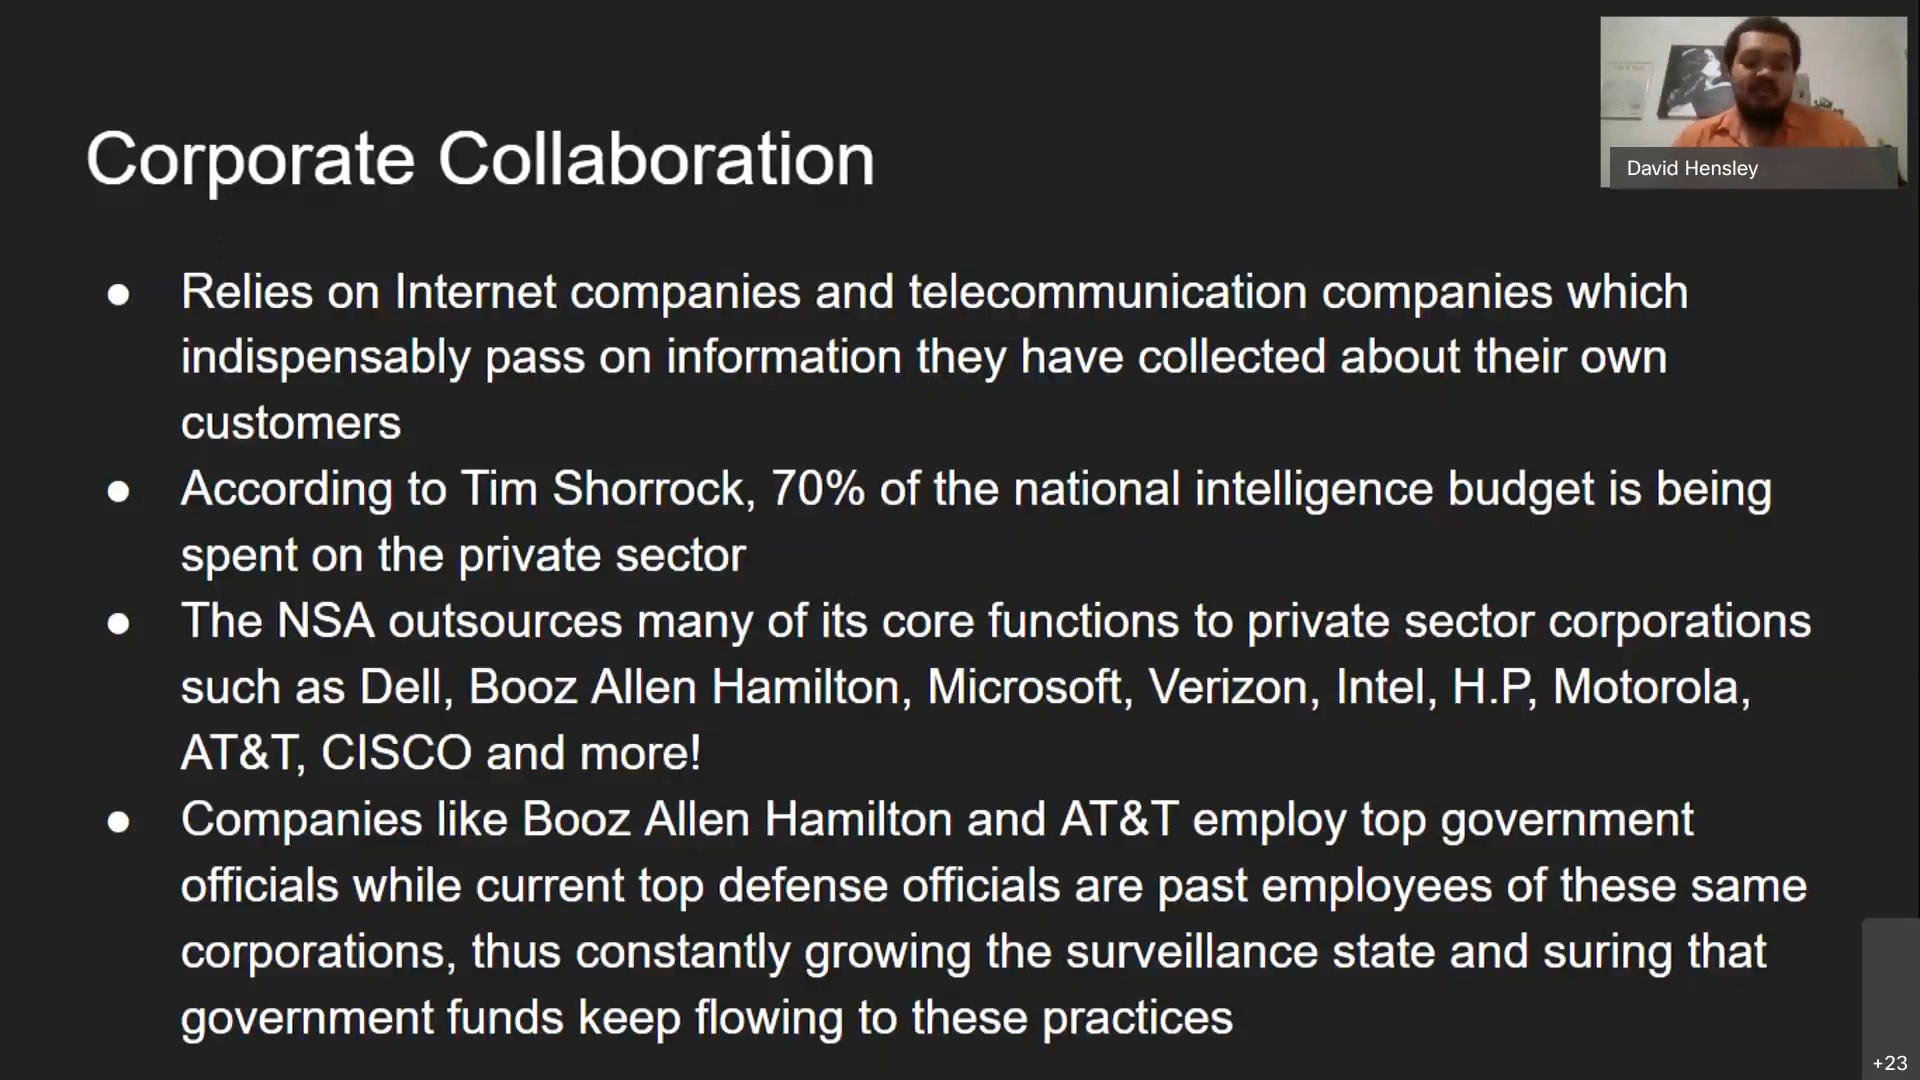 David Hensley
Corporate Collaboration
● Relies on Internet companies and telecommunication companies which
indispensably pass on information they have collected about their own
customers
● According to Tim Shorrock, 70% of the national intelligence budget is being
spent on the private sector
● The NSA outsources many of its core functions to private sector corporations
such as Dell, Booz Allen Hamilton, Microsoft, Verizon, Intel, H.P, Motorola,
AT&T, CISCO and more!
● Companies like Booz Allen Hamilton and AT&T employ top government
officials while current top defense officials are past employees of these same
corporations, thus constantly growing the surveillance state and suring that
government funds keep flowing to these practices
+23